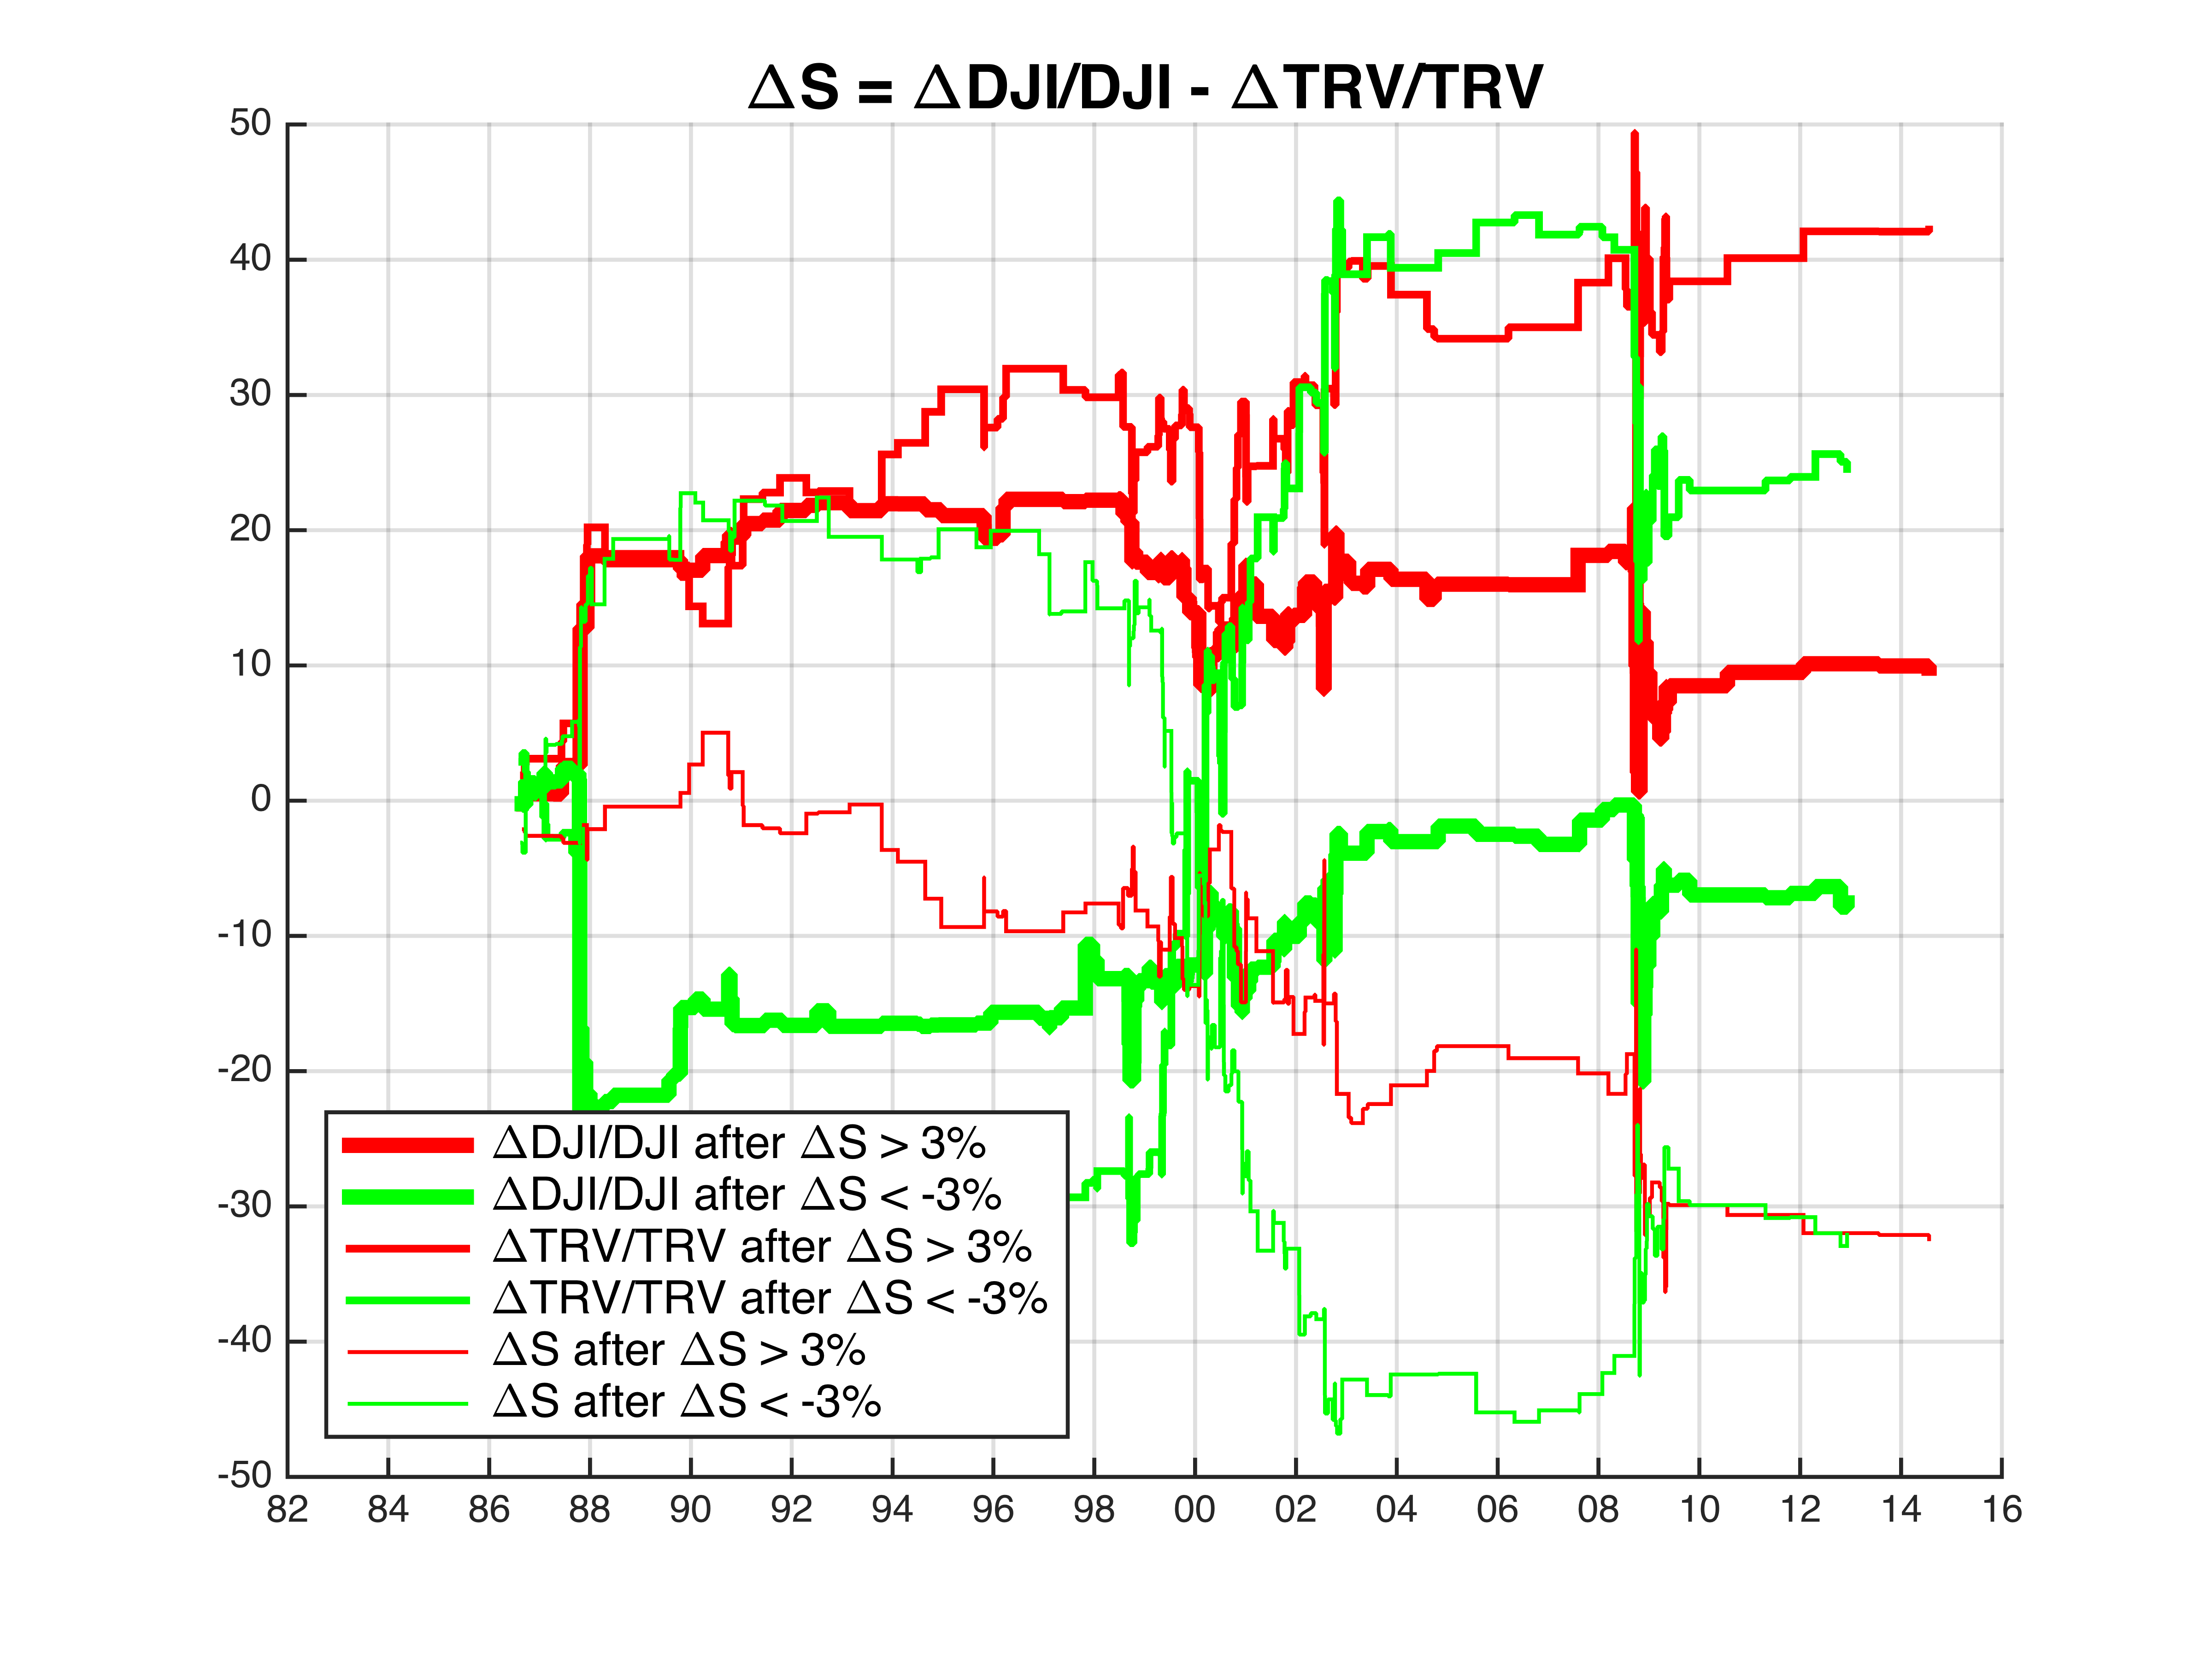 ΔS = ΔDJI/DJI - ΔTRV/TRV
50
40
30
20
10
0
-10
-20
-30
-40
-50
ΔDJI/DJI after ΔS > 3%
ΔDJI/DJI after ΔS < -3%
ΔTRV/TRV after ΔS > 3%
ΔTRV/TRV after ΔS < -3%
ΔS after ΔS > 3%
ΔS after ΔS < -3%
82 84 86 88 90 92 94 96 98 00 02 04 06 08 10 12 14 16